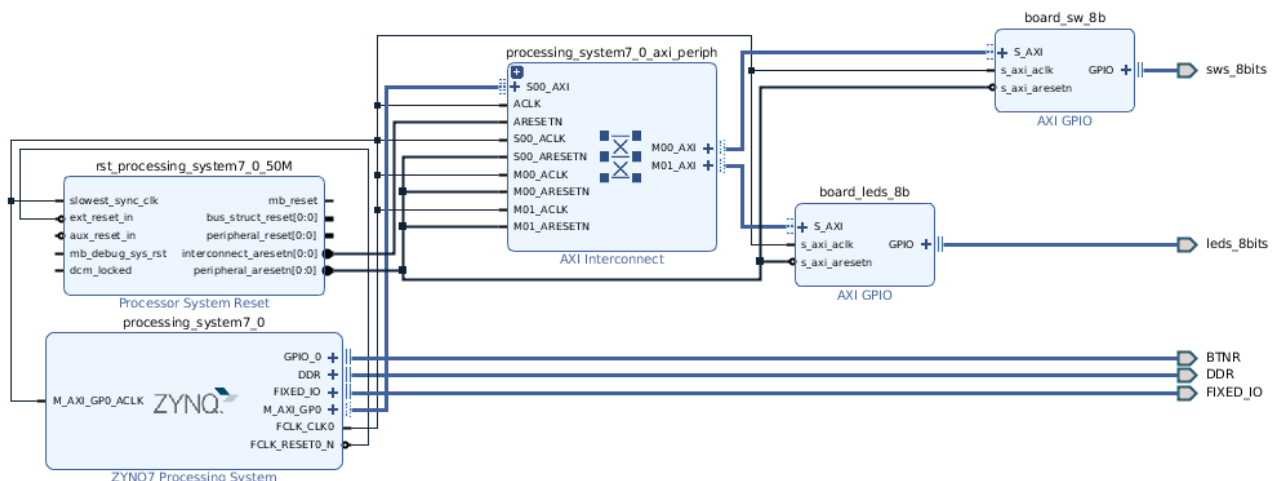 board_sw_8b
S_AXI
s_axi_aclk
s_axi_aresetn
GPIO
AXI GPIO
sws_8bits
processing_system7_0_axi_periph
S00_AXI
ACLK
ARESETN
S00_ACLK
S00_ARESETN
M00_ACLK
M00_ARESETN
M01_ACLK
M01_ARESETN
M00_AXI
M01_AXI
AXI Interconnect
rst_processing_system7_0_50M
slowest_sync_clk
ext_reset_in
aux_reset_in
mb_debug_sys_rst
dcm_locked
mb_reset
bus_struct_reset[0:0]
peripheral_reset[0:0]
interconnect_aresetn[0:0]
peripheral_aresetn[0:0]
Processor System Reset
board_leds_8b
S_AXI
s_axi_aclk
s_axi_aresetn
GPIO
AXI GPIO
leds_8bits
processing_system7_0
M_AXI_GP0_ACLK
ZYNQ
GPIO_0
DDR
FIXED_IO
M_AXI_GP0
FCLK_CLK0
FCLK_RESET0_N
ZYNQ7 Processing System
BTNR
DDR
FIXED_IO